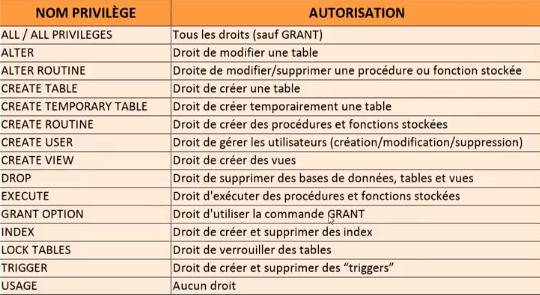 NOM PRIVILÈGE AUTORISATION
ALL / ALL PRIVILEGES Tous les droits (sauf GRANT)
ALTER Droit de modifier une table
ALTER ROUTINE Droite de modifier/supprimer une procédure ou fonction stockée
CREATE TABLE Droit de créer une table
CREATE TEMPORARY TABLE Droit de créer temporairement une table
CREATE ROUTINE Droit de créer des procédures et fonctions stockées
CREATE USER Droit de gérer les utilisateurs (création/modification/suppression)
CREATE VIEW Droit de créer des vues
DROP Droit de supprimer des bases de données, tables et vues
EXECUTE Droit d'exécuter des procédures et fonctions stockées
GRANT OPTION Droit d'utiliser la commande GRANT
INDEX Droit de créer et supprimer des index
LOCK TABLES Droit de verrouiller des tables
TRIGGER Droit de créer et supprimer des “triggers”
USAGE Aucun droit